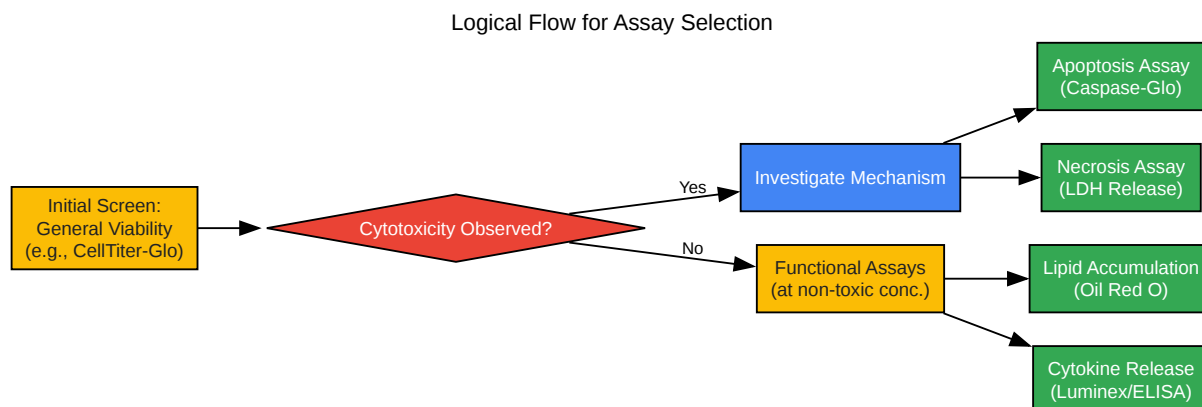 Logical Flow for Assay Selection
Initial Screen:
General Viability
(e.g., CellTiter-Glo)
Cytotoxicity Observed?
Yes
No
Investigate Mechanism
Functional Assays
(at non-toxic conc.)
Apoptosis Assay
(Caspase-Glo)
Necrosis Assay
(LDH Release)
Lipid Accumulation
(Oil Red O)
Cytokine Release
(Luminex/ELISA)